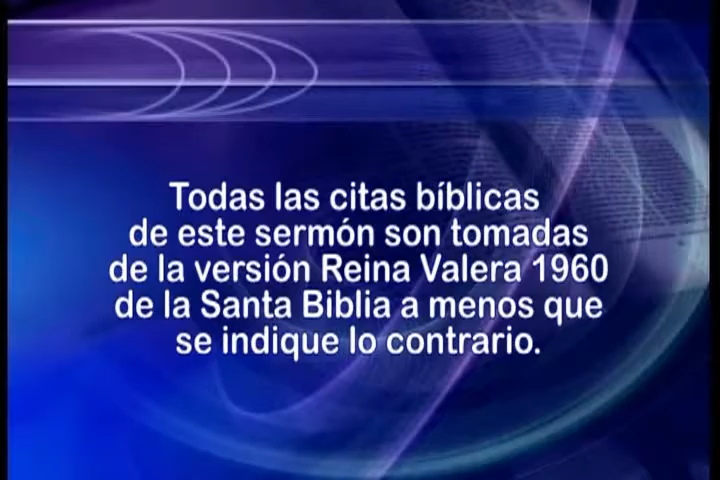 Todas las citas bíblicas
de este sermón son tomadas
de la versión Reina Valera 1960
de la Santa Biblia a menos que
se indique lo contrario.